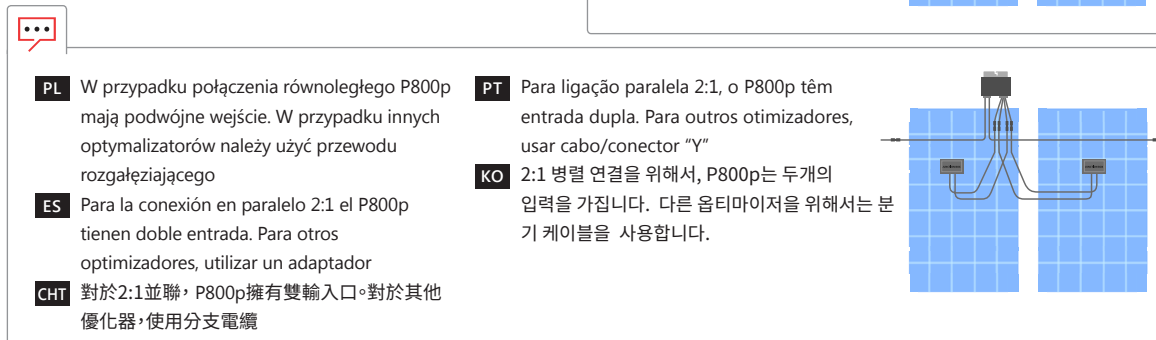 PL W przypadku połączenia równoległego P800p
mają podwójne wejście. W przypadku innych
optymalizatorów należy użyć przewodu
rozgałęziającego
ES Para la conexión en paralelo 2:1 el P800p
tienen doble entrada. Para otros
optimizadores, utilizar un adaptador
CHT 對於2:1並聯，P800p擁有雙輸入口。對於其他
優化器，使用分支電纜
PT Para ligação paralela 2:1, o P800p têm
entrada dupla. Para outros otimizadores,
usar cabo/conector "Y"
KO 2:1 병렬 연결을 위해서, P800p는 두개의
입력을 가집니다. 다른 옵티마이저를 위해서는 분
기 케이블을 사용합니다.